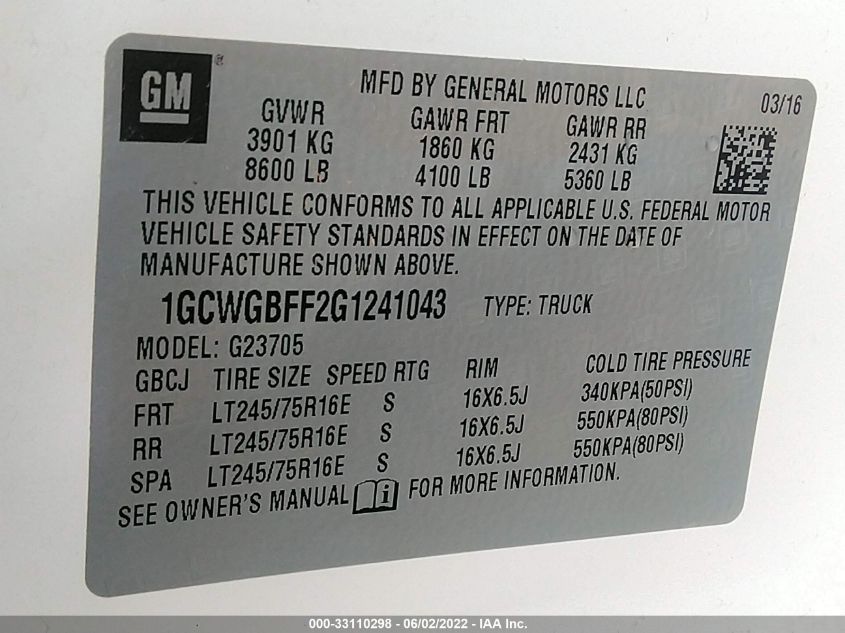 GM®
MFD BY GENERAL MOTORS LLC
03/16
GVWR GAWR FRT GAWR RR
3901 KG 1860 KG 2431 KG
8600 LB 4100 LB 5360 LB
THIS VEHICLE CONFORMS TO ALL APPLICABLE U.S. FEDERAL MOTOR
VEHICLE SAFETY STANDARDS IN EFFECT ON THE DATE OF
MANUFACTURE SHOWN ABOVE.
1GCWGBFF2G1241043 TYPE: TRUCK
MODEL: G23705
GBCJ TIRE SIZE SPEED RTG RIM COLD TIRE PRESSURE
FRT LT245/75R16E S 16X6.5J 340KPA(50PSI)
RR LT245/75R16E S 16X6.5J 550KPA(80PSI)
SPA LT245/75R16E S 16X6.5J 550KPA(80PSI)
SEE OWNER'S MANUAL i FOR MORE INFORMATION.
000-33110298 - 06/02/2022 - IAA Inc.